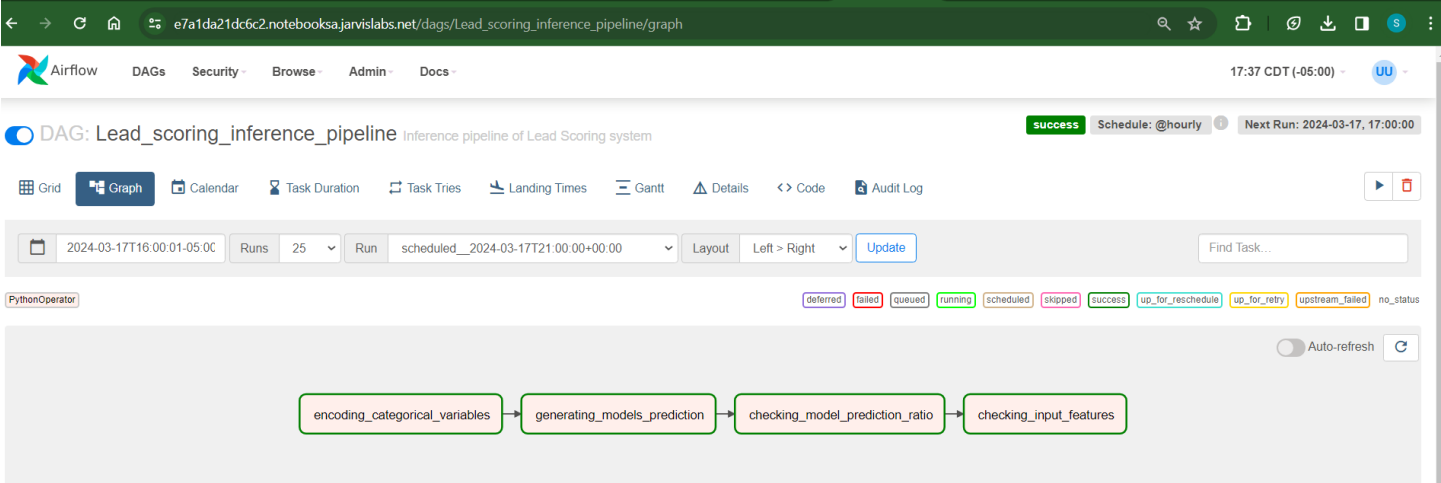 e7a1da21dc6c2.notebooksa.jarvislabs.net/dags/Lead_scoring_inference_pipeline/graph
S
Airflow DAGs Security Browse Admin Docs 17:37 CDT (-05:00) UU
DAG: Lead_scoring_inference_pipeline Inference pipeline of Lead Scoring system success Schedule: @hourly i Next Run: 2024-03-17, 17:00:00
Grid Graph Calendar Task Duration Task Tries Landing Times Gantt Details Code Audit Log
2024-03-17T16:00:01-05:00 Runs 25 Run scheduled__2024-03-17T21:00:00+00:00 Layout Left > Right Update Find Task...
PythonOperator deferred failed queued running scheduled skipped success up_for_reschedule up_for_retry upstream_failed no_status
Auto-refresh
encoding_categorical_variables generating_models_prediction checking_model_prediction_ratio checking_input_features